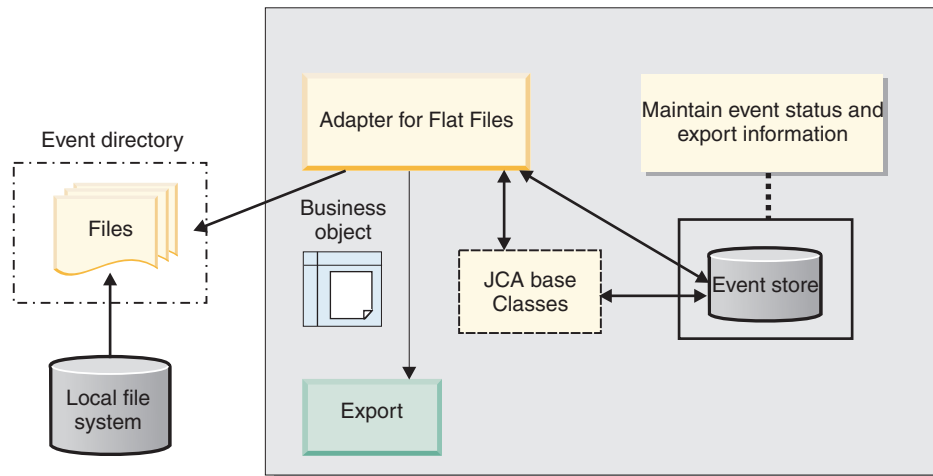 Event directory
Files
Local file
system
Adapter for Flat Files
Business
object
Export
JCA base
Classes
Maintain event status and
export information
Event store